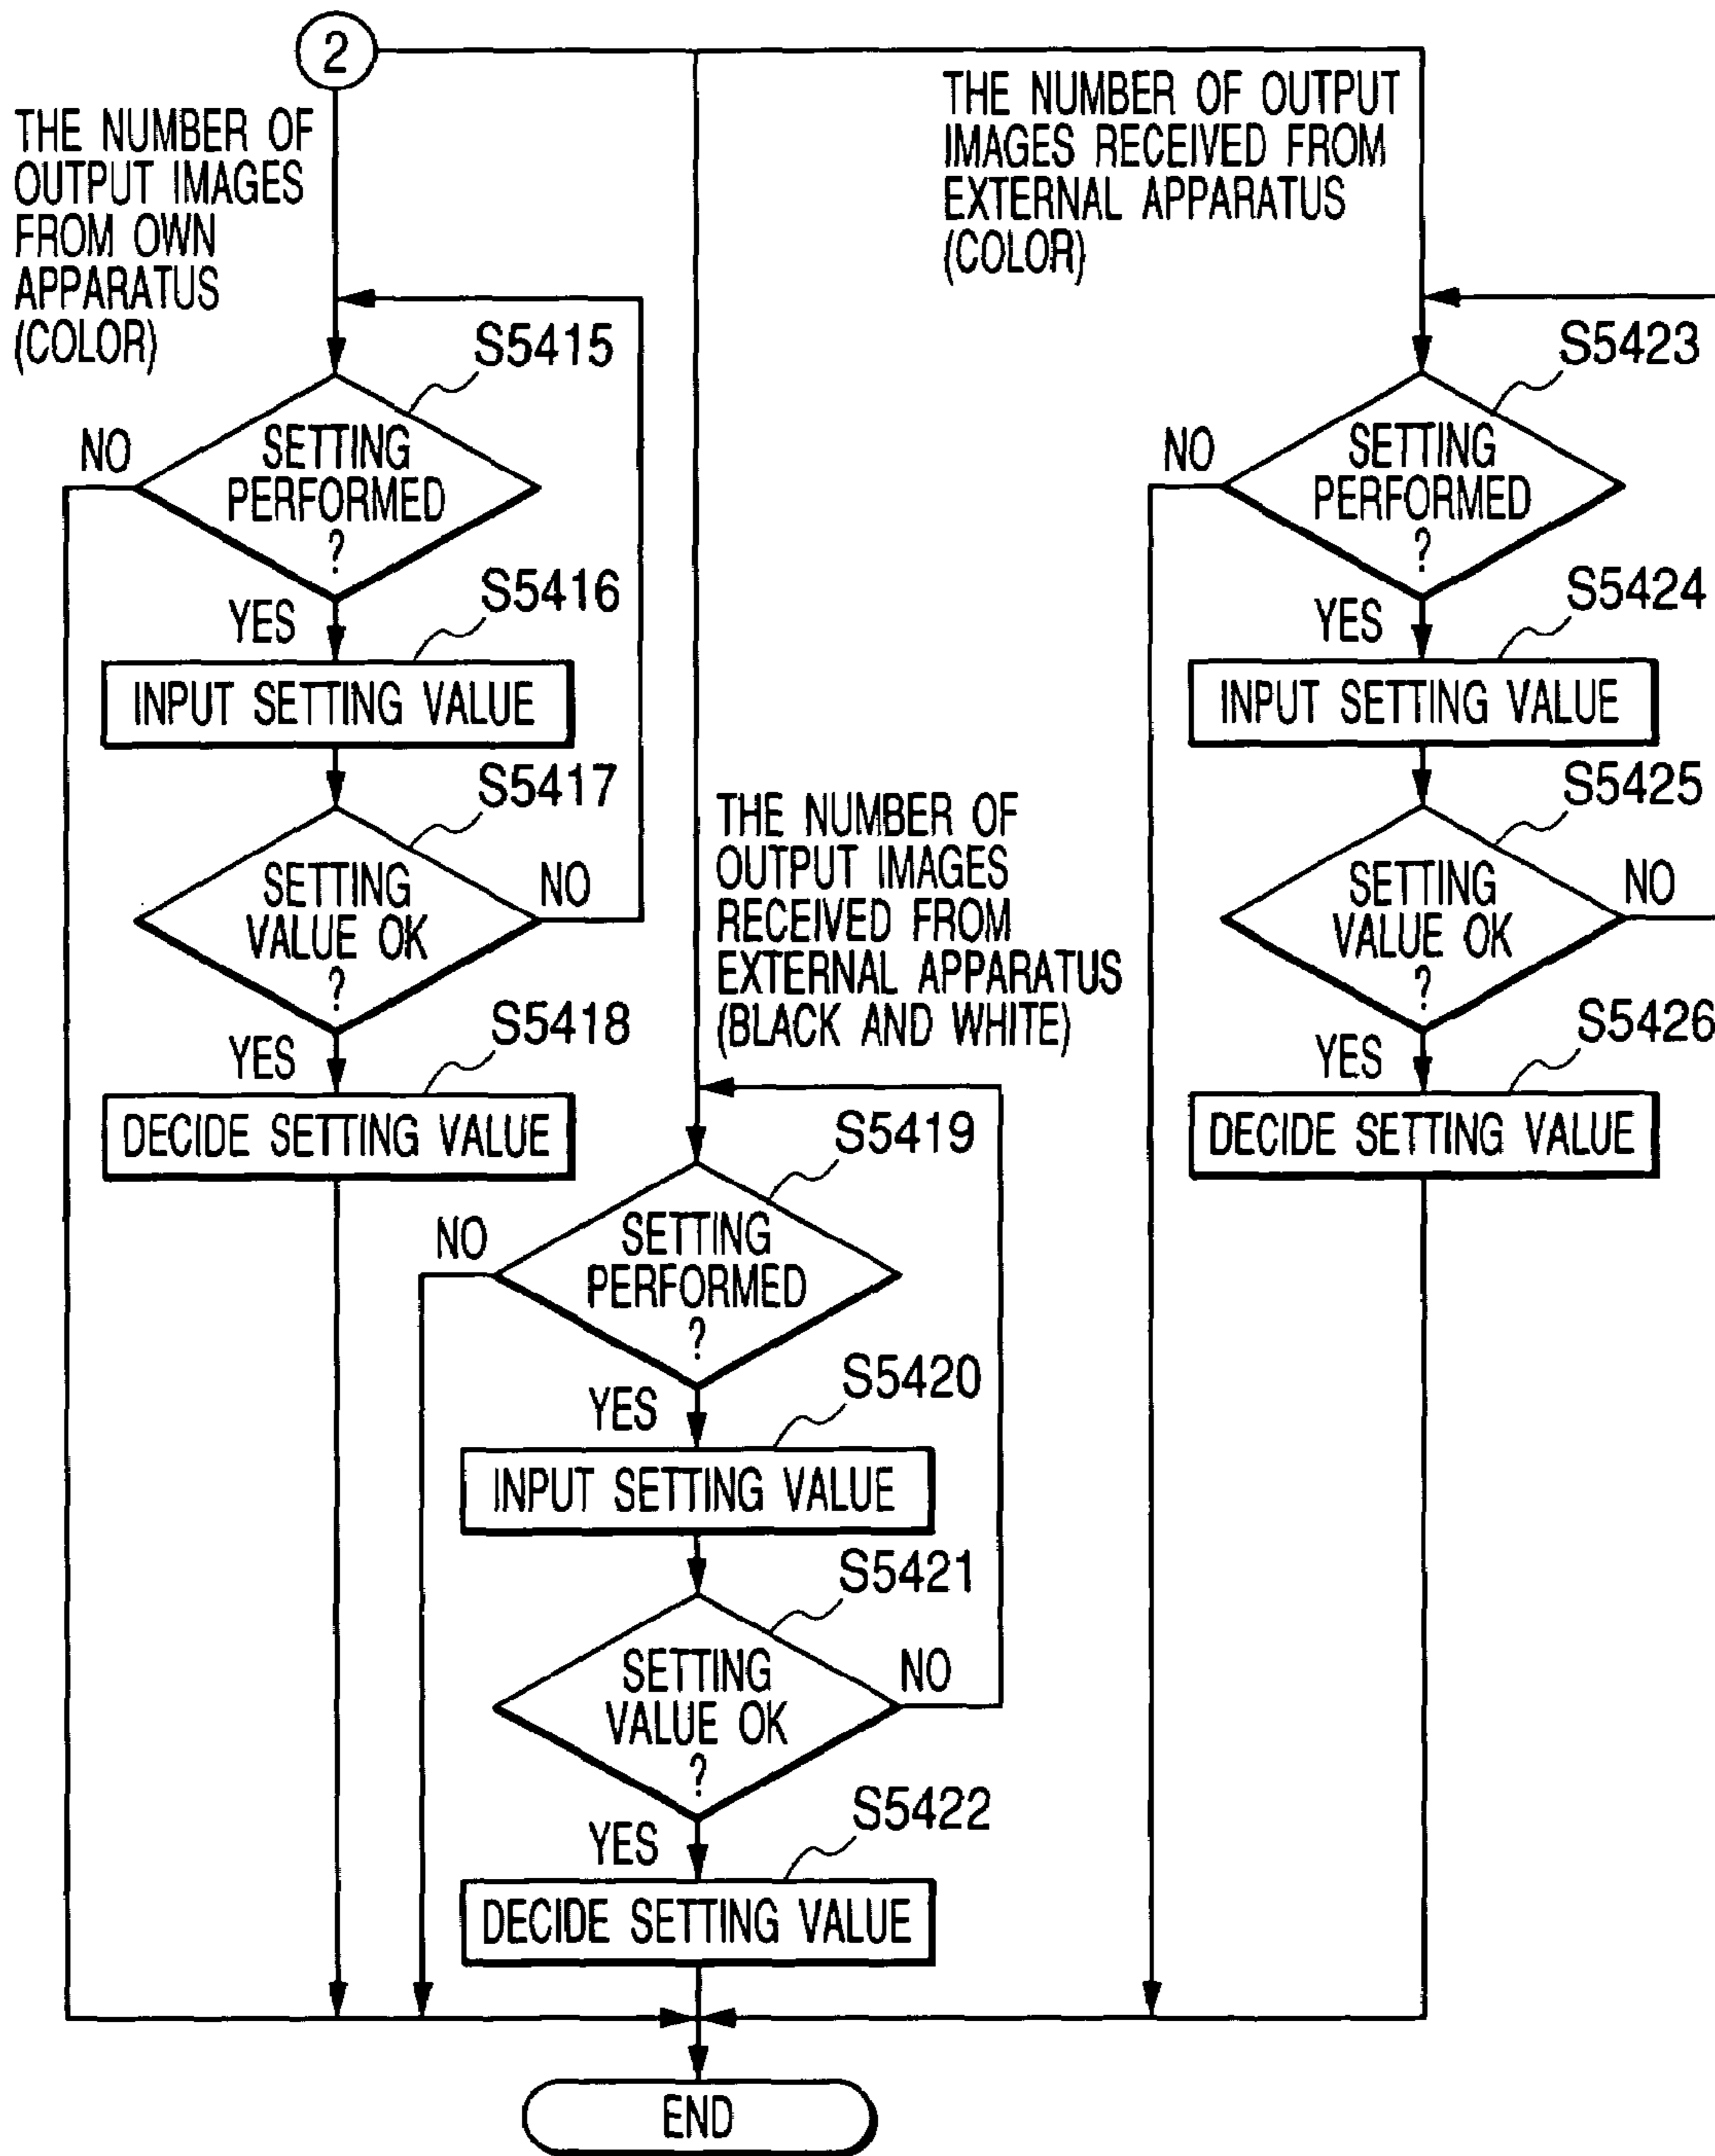 2
THE NUMBER OF
OUTPUT IMAGES
FROM OWN
APPARATUS
(COLOR)
S5415
NO
SETTING
PERFORMED
?
YES
S5416
INPUT SETTING VALUE
S5417
SETTING
VALUE OK
?
NO
YES
S5418
DECIDE SETTING VALUE
THE NUMBER OF
OUTPUT IMAGES
RECEIVED FROM
EXTERNAL APPARATUS
(BLACK AND WHITE)
S5419
NO
SETTING
PERFORMED
?
YES
S5420
INPUT SETTING VALUE
S5421
SETTING
VALUE OK
?
NO
YES
S5422
DECIDE SETTING VALUE
THE NUMBER OF OUTPUT
IMAGES RECEIVED FROM
EXTERNAL APPARATUS
(COLOR)
S5423
NO
SETTING
PERFORMED
?
YES
S5424
INPUT SETTING VALUE
S5425
SETTING
VALUE OK
?
NO
YES
S5426
DECIDE SETTING VALUE
END